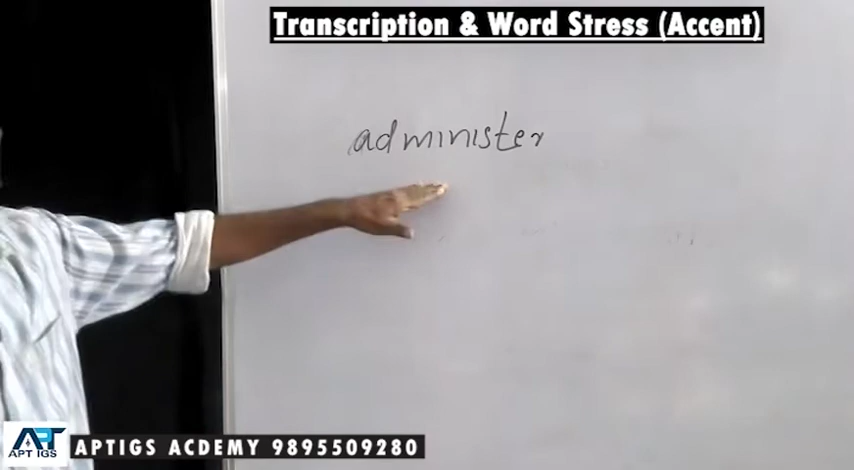 Transcription & Word Stress (Accent)
administer
APT IGS
APTIGS ACDEMY 9895509280